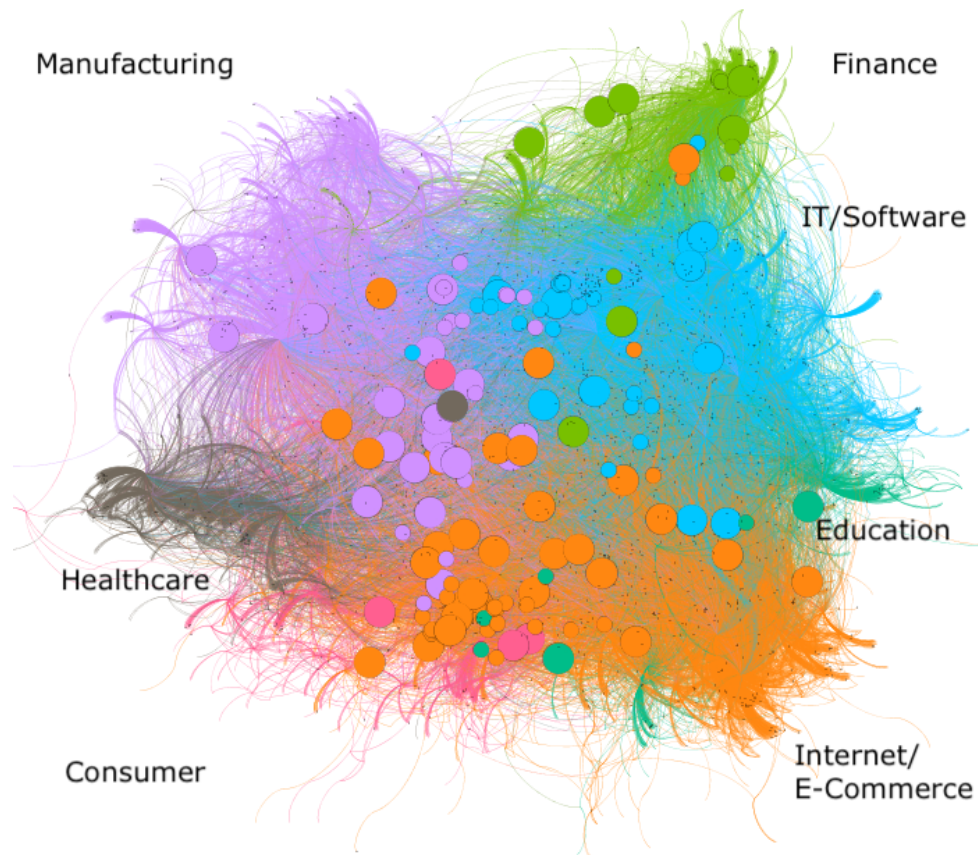 Manufacturing
Finance
IT/Software
Education
Healthcare
Consumer
Internet/
E-Commerce